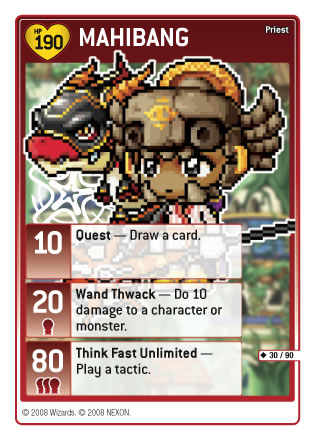 HP
190
MAHIBANG
Priest
10
Quest — Draw a card.
20
Wand Thwack — Do 10
damage to a character or
monster.
80
Think Fast Unlimited —
Play a tactic.
◆ 30 / 90
© 2008 Wizards. © 2008 NEXON.